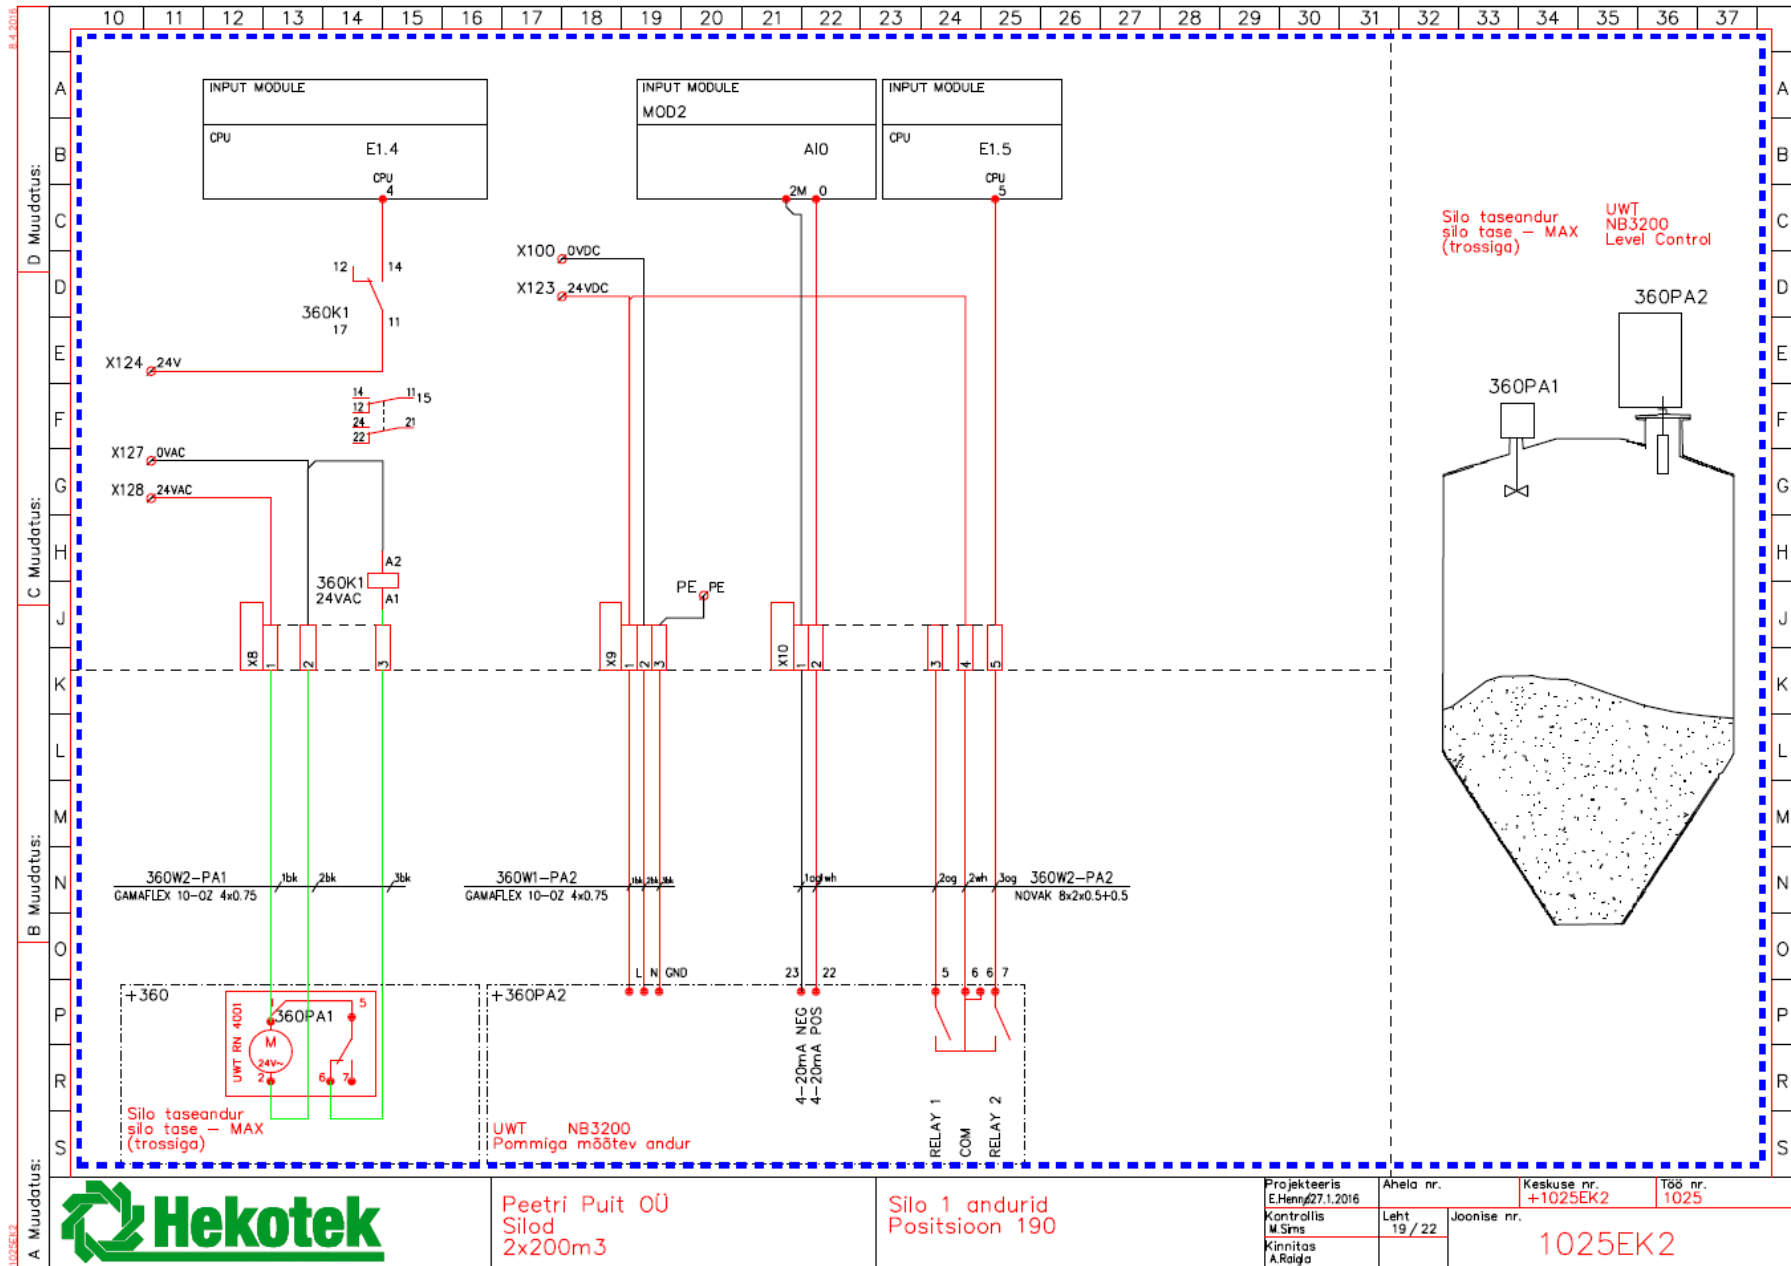 8.4.2016
10 11 12 13 14 15 16 17 18 19 20 21 22 23 24 25 26 27 28 29 30 31 32 33 34 35 36 37
A
B
C
D
E
F
G
H
J
K
L
M
N
O
P
R
S
A
B
C
D
E
F
G
H
J
K
L
M
N
O
P
R
S
D Muudatus:
C Muudatus:
B Muudatus:
A Muudatus:
1025EK2
INPUT MODULE
CPU
E1.4
CPU
4
INPUT MODULE
MOD2
AI0
2M 0
INPUT MODULE
CPU
E1.5
CPU
5
12 14
360K1
17
11
X124 24V
14 11 15
12
24 21
22
X127 0VAC
X128 24VAC
A2
360K1
24VAC A1
X8 1 2 3
X100 0VDC
X123 24VDC
PE PE
X9 1 2 3
X10 1 2 3 4 5
360W2-PA1
GAMAFLEX 10-OZ 4x0.75
1bk 2bk 3bk
360W1-PA2
GAMAFLEX 10-OZ 4x0.75
1bk 2bk 3bk
1og 1wh
2og 2wh 3og
360W2-PA2
NOVAK 8x2x0.5+0.5
+360
360PA1
UWT RN 4001
M
24V~
1 5
2 6 7
Silo taseandur
silo tase - MAX
(trossiga)
L N GND
+360PA2
UWT NB3200
Pommiga mõõtev andur
23 22
4-20mA NEG
4-20mA POS
5 6 6 7
RELAY 1
COM
RELAY 2
Silo taseandur
silo tase - MAX
(trossiga)
UWT
NB3200
Level Control
360PA2
360PA1
Hekotek
Peetri Puit OÜ
Silod
2x200m3
Silo 1 andurid
Positsioon 190
Projekteeris
E.Henno 27.1.2016
Kontrollis
M.Sims
Kinnitas
A.Raigla
Ahela nr.
Leht
19 / 22
Keskuse nr.
+1025EK2
Töö nr.
1025
Joonise nr.
1025EK2